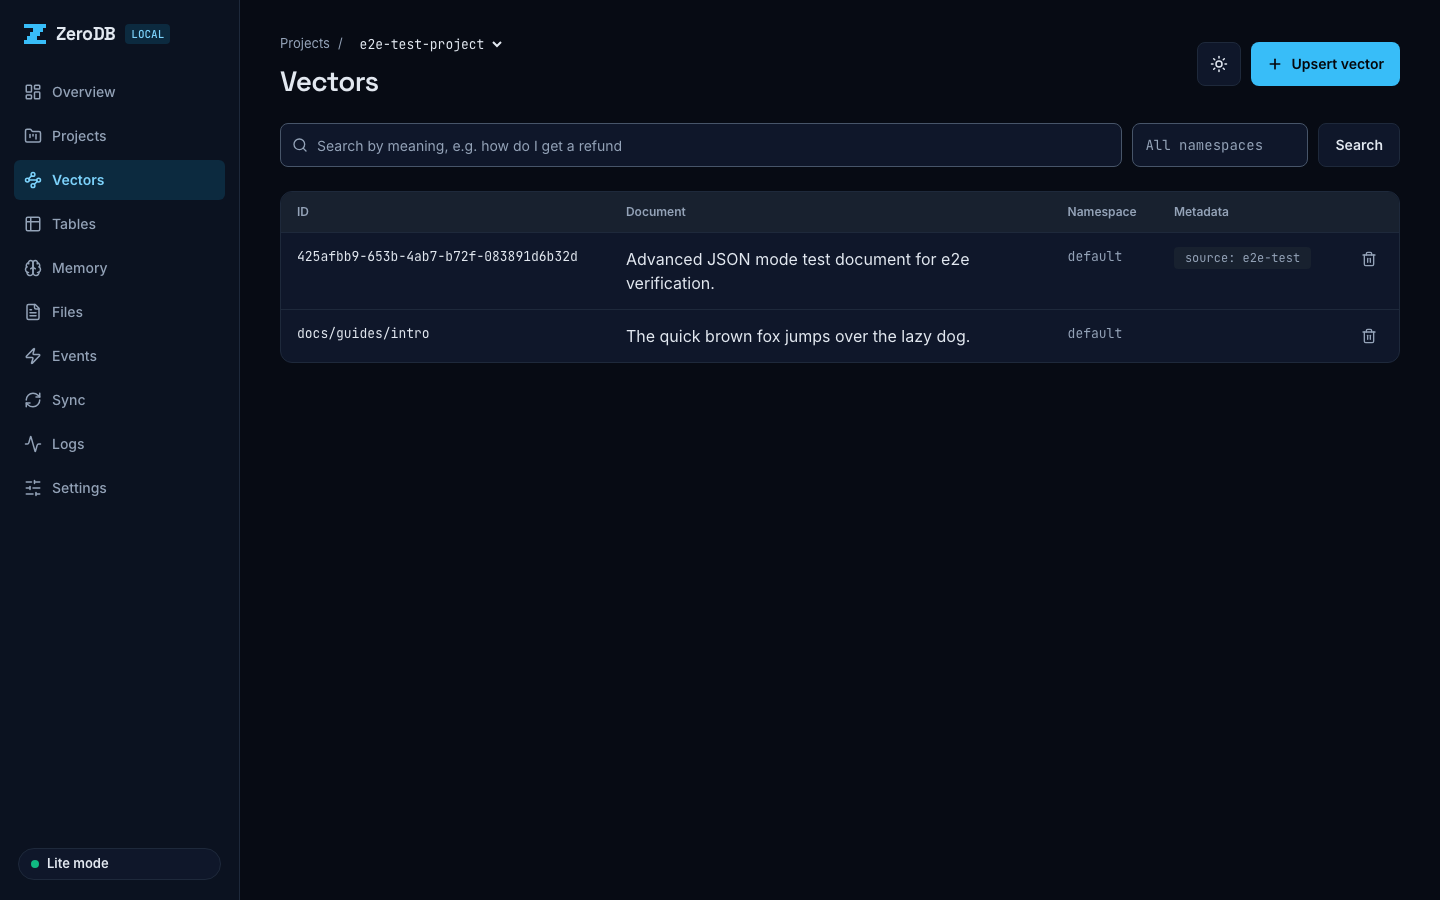 ZeroDB LOCAL
Overview
Projects
Vectors
Tables
Memory
Files
Events
Sync
Logs
Settings
Lite mode
Projects / e2e-test-project
Vectors
Upsert vector
Search by meaning, e.g. how do I get a refund
All namespaces
Search
ID Document Namespace Metadata
425afbb9-653b-4ab7-b72f-083891d6b32d Advanced JSON mode test document for e2e default source: e2e-test
verification.
docs/guides/intro The quick brown fox jumps over the lazy dog. default